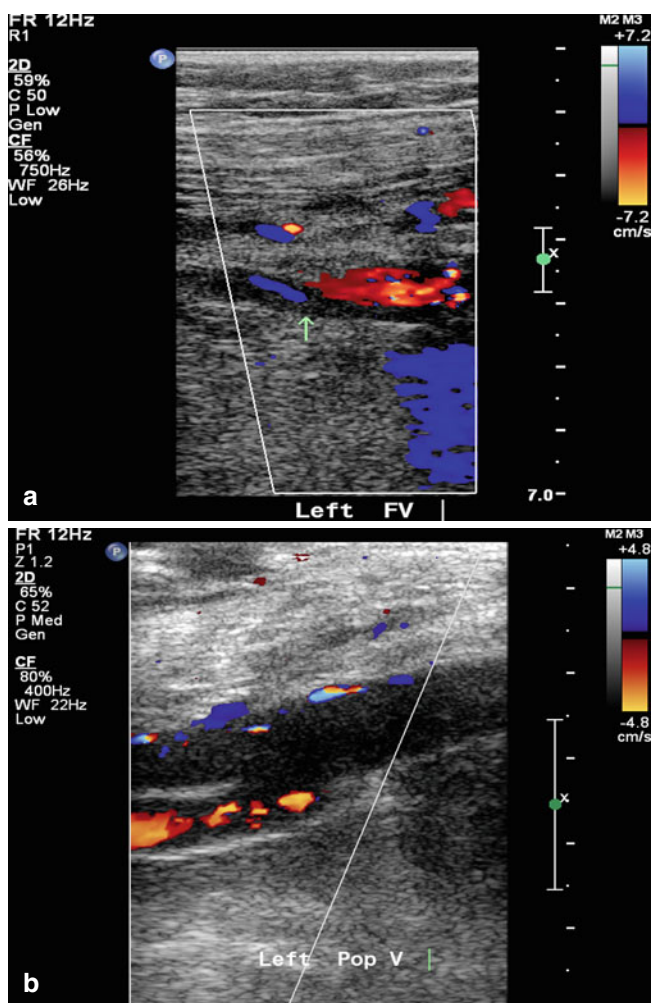 FR 12Hz
R1
M2 M3
+7.2
P
2D
59%
C 50
P Low
Gen
CF
56%
750Hz
WF 26Hz
Low
-7.2
cm/s
x
7.0
Left FV
a
FR 12Hz
P1
Z 1.2
M2 M3
+4.8
P
2D
65%
C 52
P Med
Gen
CF
80%
400Hz
WF 22Hz
Low
-4.8
cm/s
x
Left Pop V
b